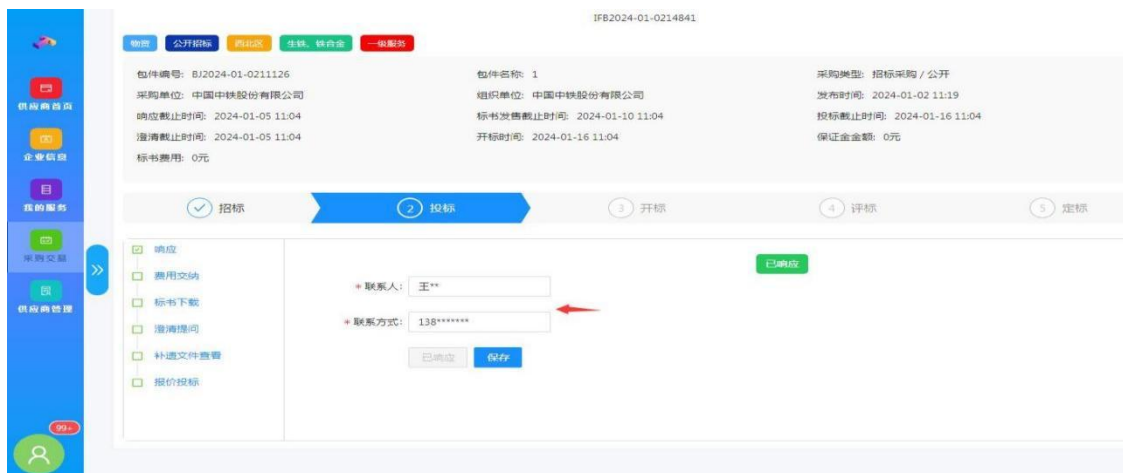 IFB2024-01-0214841
物资 公开招标 西北区 生铁、铁合金 一级服务
包件编号: BJ2024-01-0211126 包件名称: 1 采购类型: 招标采购 / 公开
采购单位: 中国中铁股份有限公司 组织单位: 中国中铁股份有限公司 发布时间: 2024-01-02 11:19
响应截止时间: 2024-01-05 11:04 标书发售截止时间: 2024-01-10 11:04 投标截止时间: 2024-01-16 11:04
澄清截止时间: 2024-01-05 11:04 开标时间: 2024-01-16 11:04 保证金金额: 0元
标书费用: 0元
供应商首页
企业信息
我的服务
采购交易
供应商管理
99+
招标 2 投标 3 开标 4 评标 5 定标
响应
费用交纳
标书下载
澄清提问
补遗文件查看
报价投标
已响应
* 联系人: 王**
* 联系方式: 138*******
已响应 保存